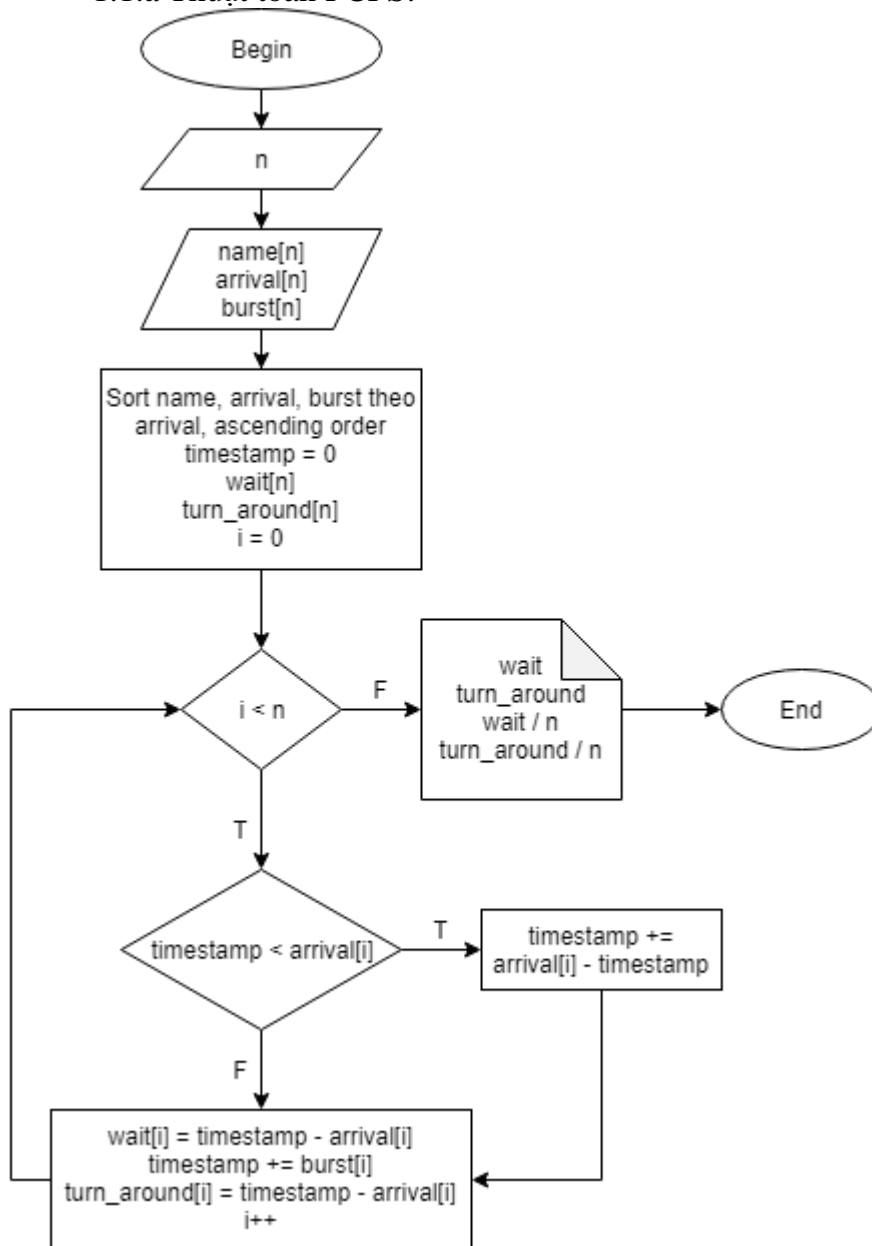 Begin
n
name[n]
arrival[n]
burst[n]
Sort name, arrival, burst theo
arrival, ascending order
timestamp = 0
wait[n]
turn_around[n]
i = 0
i < n
F
wait
turn_around
wait / n
turn_around / n
End
T
timestamp < arrival[i]
T
timestamp +=
arrival[i] - timestamp
F
wait[i] = timestamp - arrival[i]
timestamp += burst[i]
turn_around[i] = timestamp - arrival[i]
i++